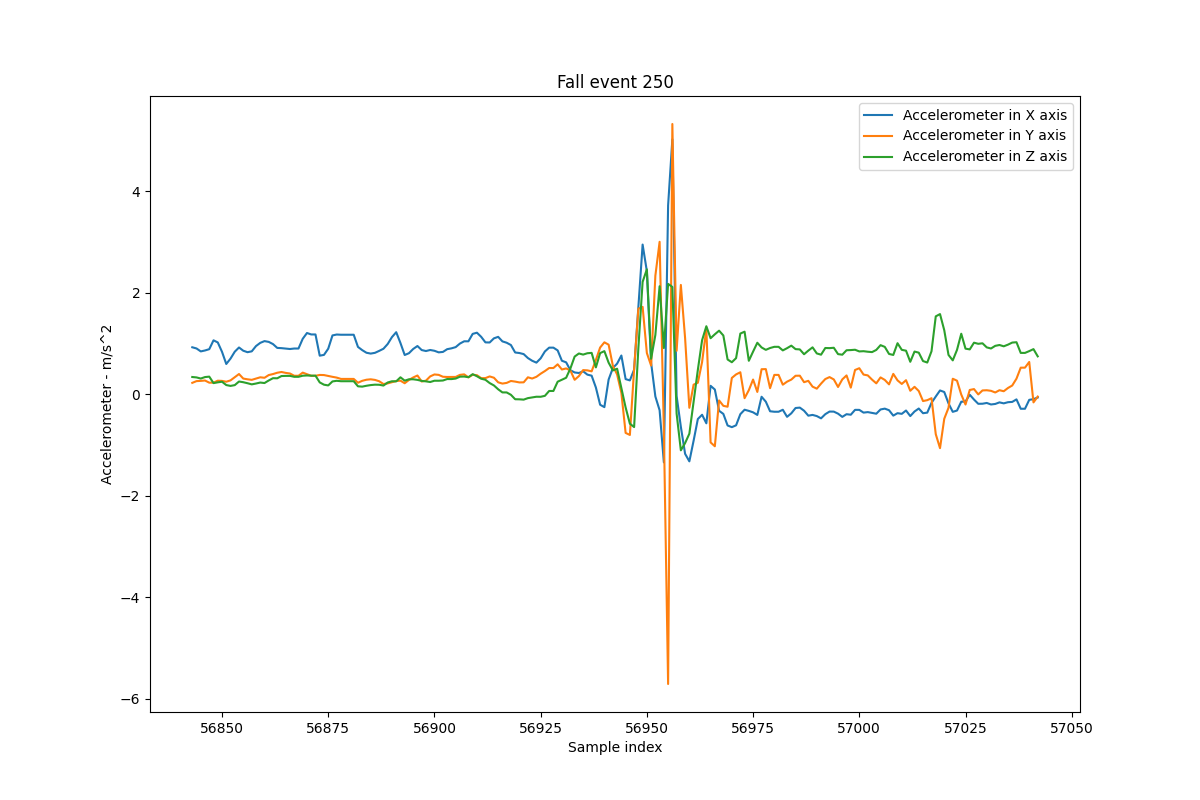 Fall event 250
Accelerometer in X axis
Accelerometer in Y axis
Accelerometer in Z axis
Accelerometer - m/s^2
4
2
0
−2
−4
−6
56850 56875 56900 56925 56950 56975 57000 57025 57050
Sample index